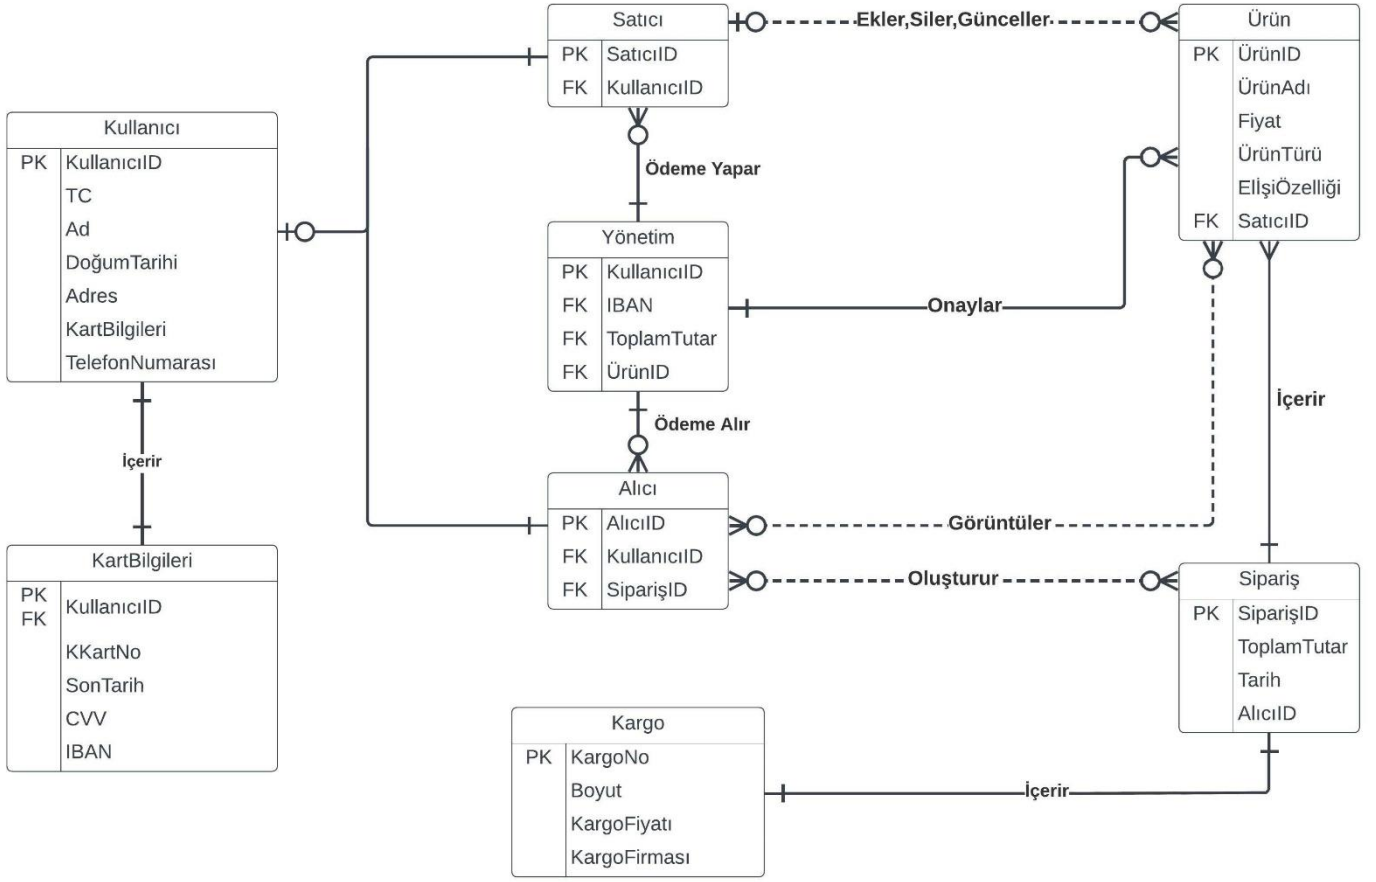 Kullanıcı
PK KullanıcıID
TC
Ad
DoğumTarihi
Adres
KartBilgileri
TelefonNumarası
İçerir
KartBilgileri
PK
FK
KullanıcıID
KKartNo
SonTarih
CVV
IBAN
Satıcı
PK SatıcıID
FK KullanıcıID
Ödeme Yapar
Yönetim
PK KullanıcıID
FK IBAN
FK ToplamTutar
FK ÜrünID
Ödeme Alır
Alıcı
PK AlıcıID
FK KullanıcıID
FK SiparişID
Kargo
PK KargoNo
Boyut
KargoFiyatı
KargoFirması
Ekler,Siler,Günceller
Onaylar
Görüntüler
Oluşturur
İçerir
Ürün
PK ÜrünID
ÜrünAdı
Fiyat
ÜrünTürü
ElİşiÖzelliği
FK SatıcıID
İçerir
Sipariş
PK SiparişID
ToplamTutar
Tarih
AlıcıID